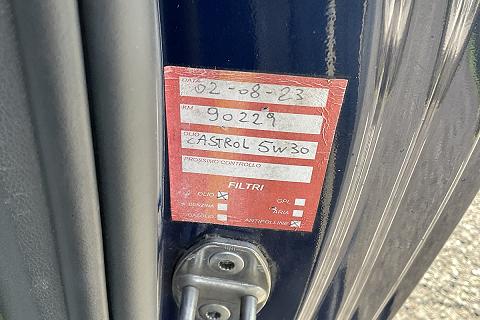 DATA 02-08-23
KM 90229
OLIO CASTROL 5W30
PROSSIMO CONTROLLO
FILTRI
OLIO GPL
BENZINA ARIA
GASOLIO ANTIPOLLINE